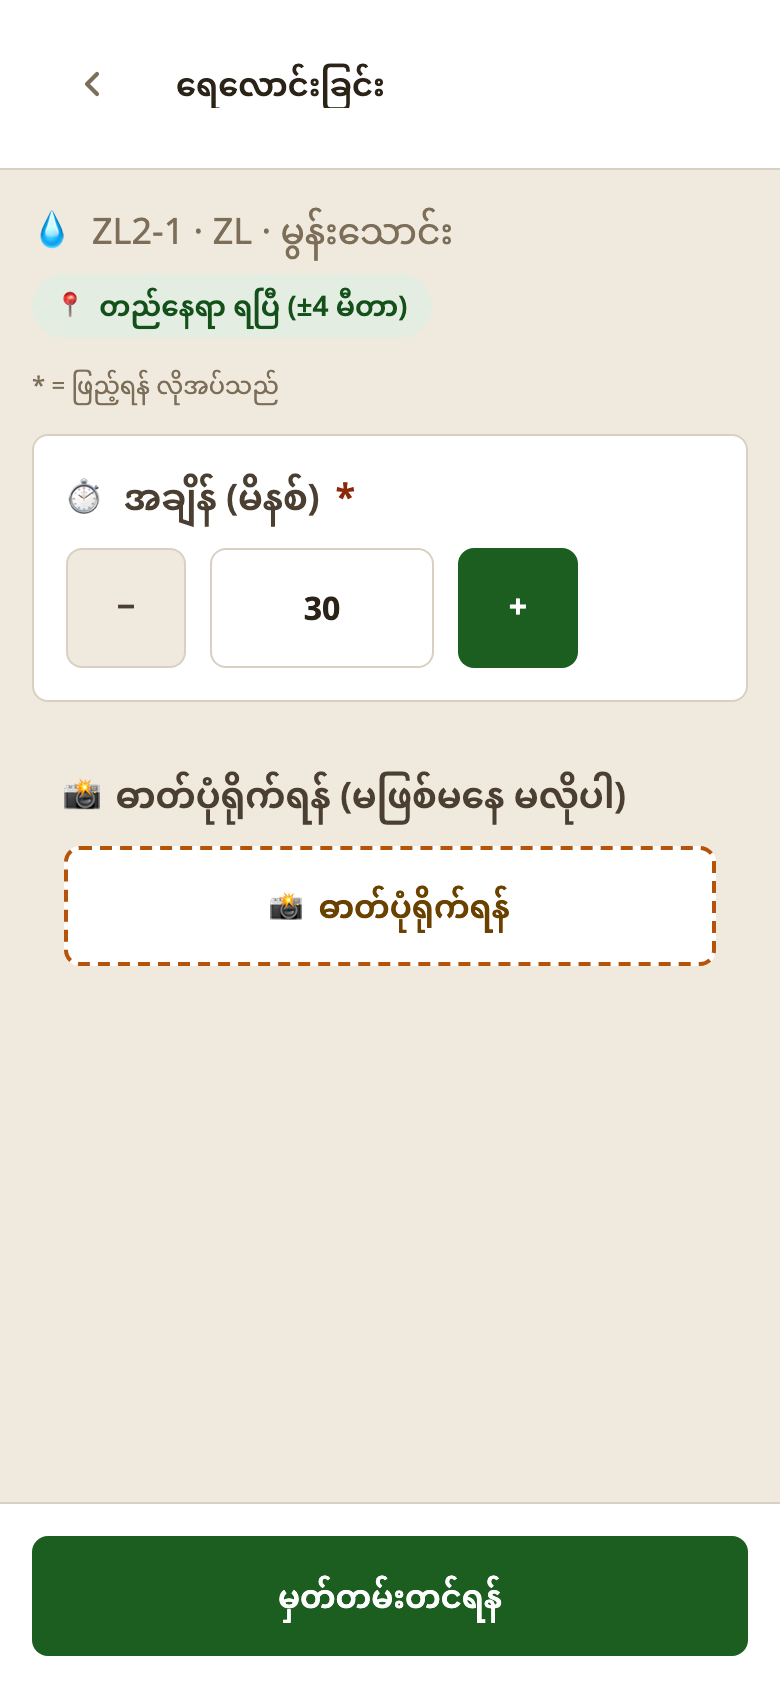 ရေလောင်းခြင်း
ZL2-1 · ZL · မွန်းသောင်း
တည်နေရာ ရပြီ (±4 မီတာ)
* = ဖြည့်ရန် လိုအပ်သည်
အချိန် (မိနစ်) *
− 30 +
ဓာတ်ပုံရိုက်ရန် (မဖြစ်မနေ မလိုပါ)
ဓာတ်ပုံရိုက်ရန်
မှတ်တမ်းတင်ရန်